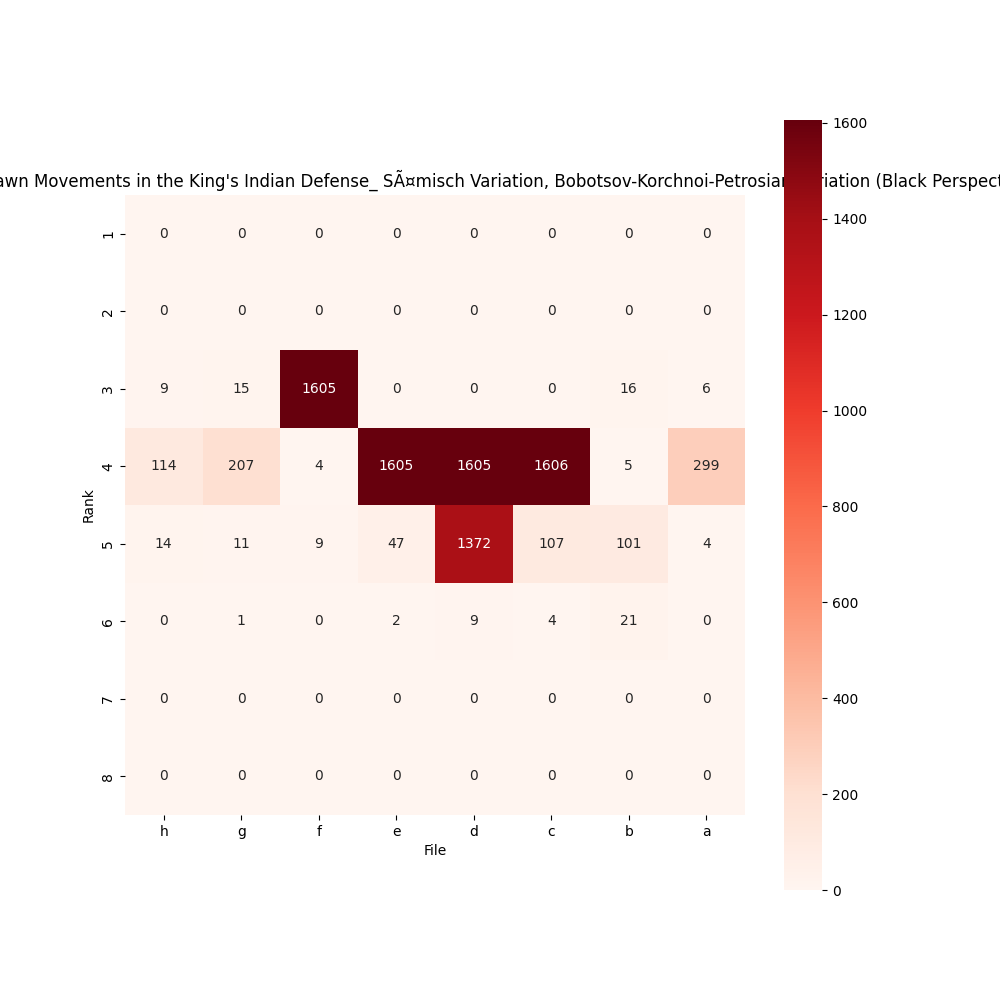 awn Movements in the King's Indian Defense_ SÃ¤misch Variation, Bobotsov-Korchnoi-Petrosian Variation (Black Perspect
1 0 0 0 0 0 0 0 0
2 0 0 0 0 0 0 0 0
3 9 15 1605 0 0 0 16 6
4 114 207 4 1605 1605 1606 5 299
5 14 11 9 47 1372 107 101 4
6 0 1 0 2 9 4 21 0
7 0 0 0 0 0 0 0 0
8 0 0 0 0 0 0 0 0
h g f e d c b a
File
Rank
1600
1400
1200
1000
800
600
400
200
0